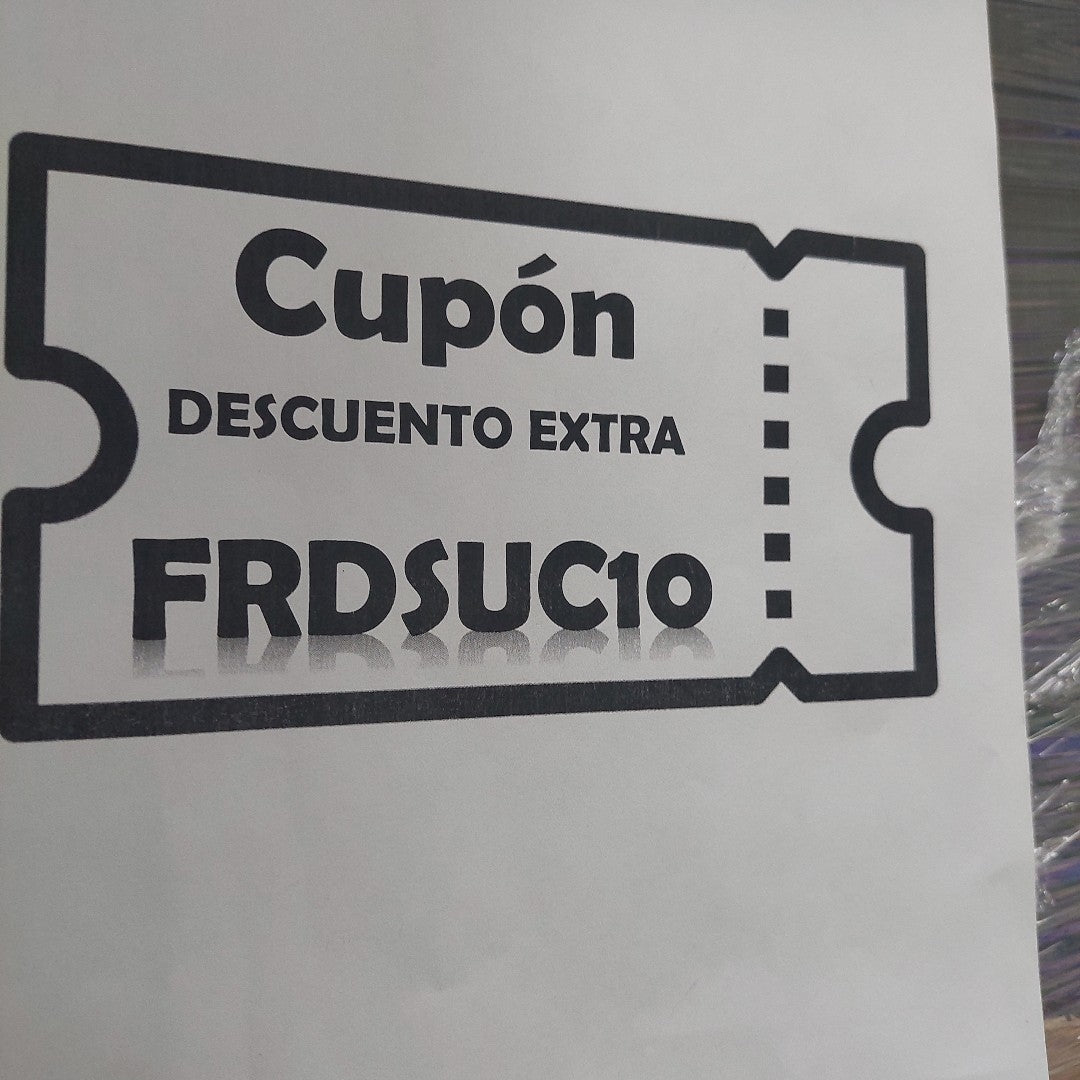 Cupón
DESCUENTO EXTRA
FRDSUC10